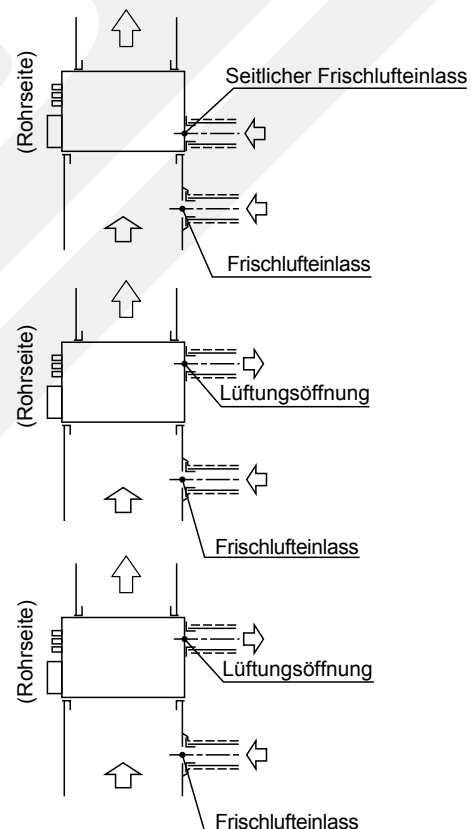 (Rohrseite)
Seitlicher Frischlufteinlass
Frischlufteinlass
(Rohrseite)
Lüftungsöffnung
Frischlufteinlass
(Rohrseite)
Lüftungsöffnung
Frischlufteinlass